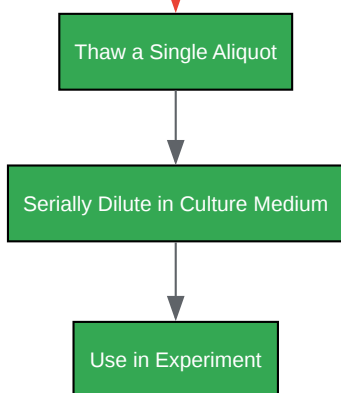 Thaw a Single Aliquot
Serially Dilute in Culture Medium
Use in Experiment